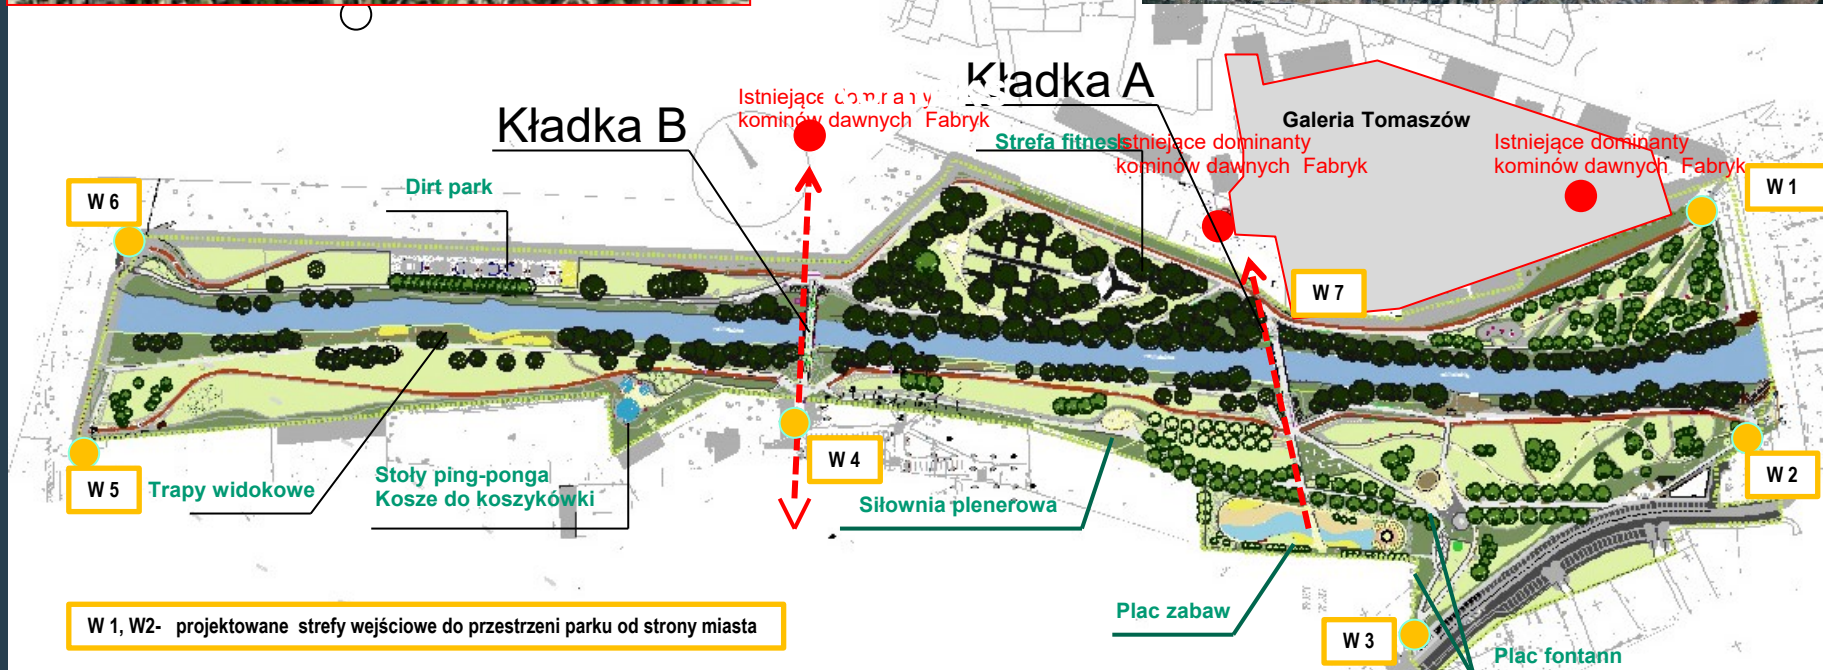 Kładka A
Kładka B
Istniejące dominanty
kominów dawnych Fabryk
Galeria Tomaszów
Strefa fitness
Istniejące dominanty
kominów dawnych Fabryk
Istniejące dominanty
kominów dawnych Fabryk
W 1
W 6
Dirt park
W 7
W 4
W 2
W 5
Trapy widokowe
Stoły ping-ponga
Kosze do koszykówki
Siłownia plenerowa
Plac zabaw
W 3
Plac fontann
W 1, W2- projektowane strefy wejściowe do przestrzeni parku od strony miasta